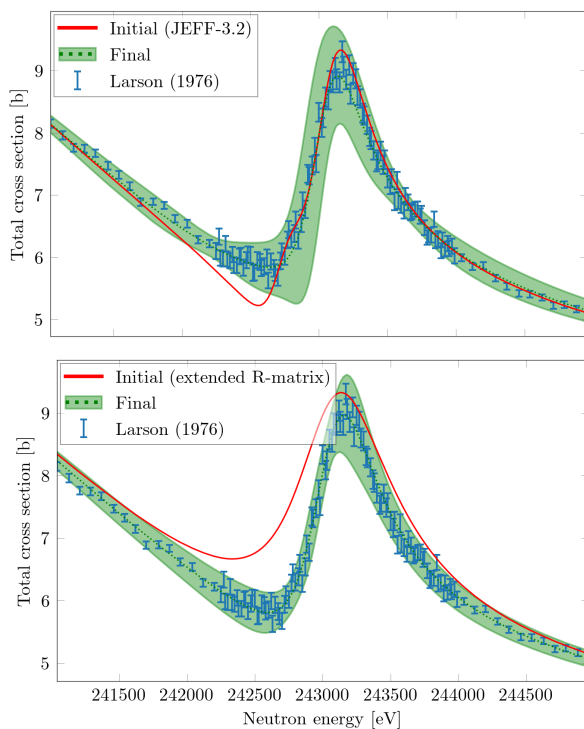 Initial (JEFF-3.2)
Final
Larson (1976)
Total cross section [b]
9
8
7
6
5
Initial (extended R-matrix)
Final
Larson (1976)
Total cross section [b]
9
8
7
6
5
241500 242000 242500 243000 243500 244000 244500
Neutron energy [eV]